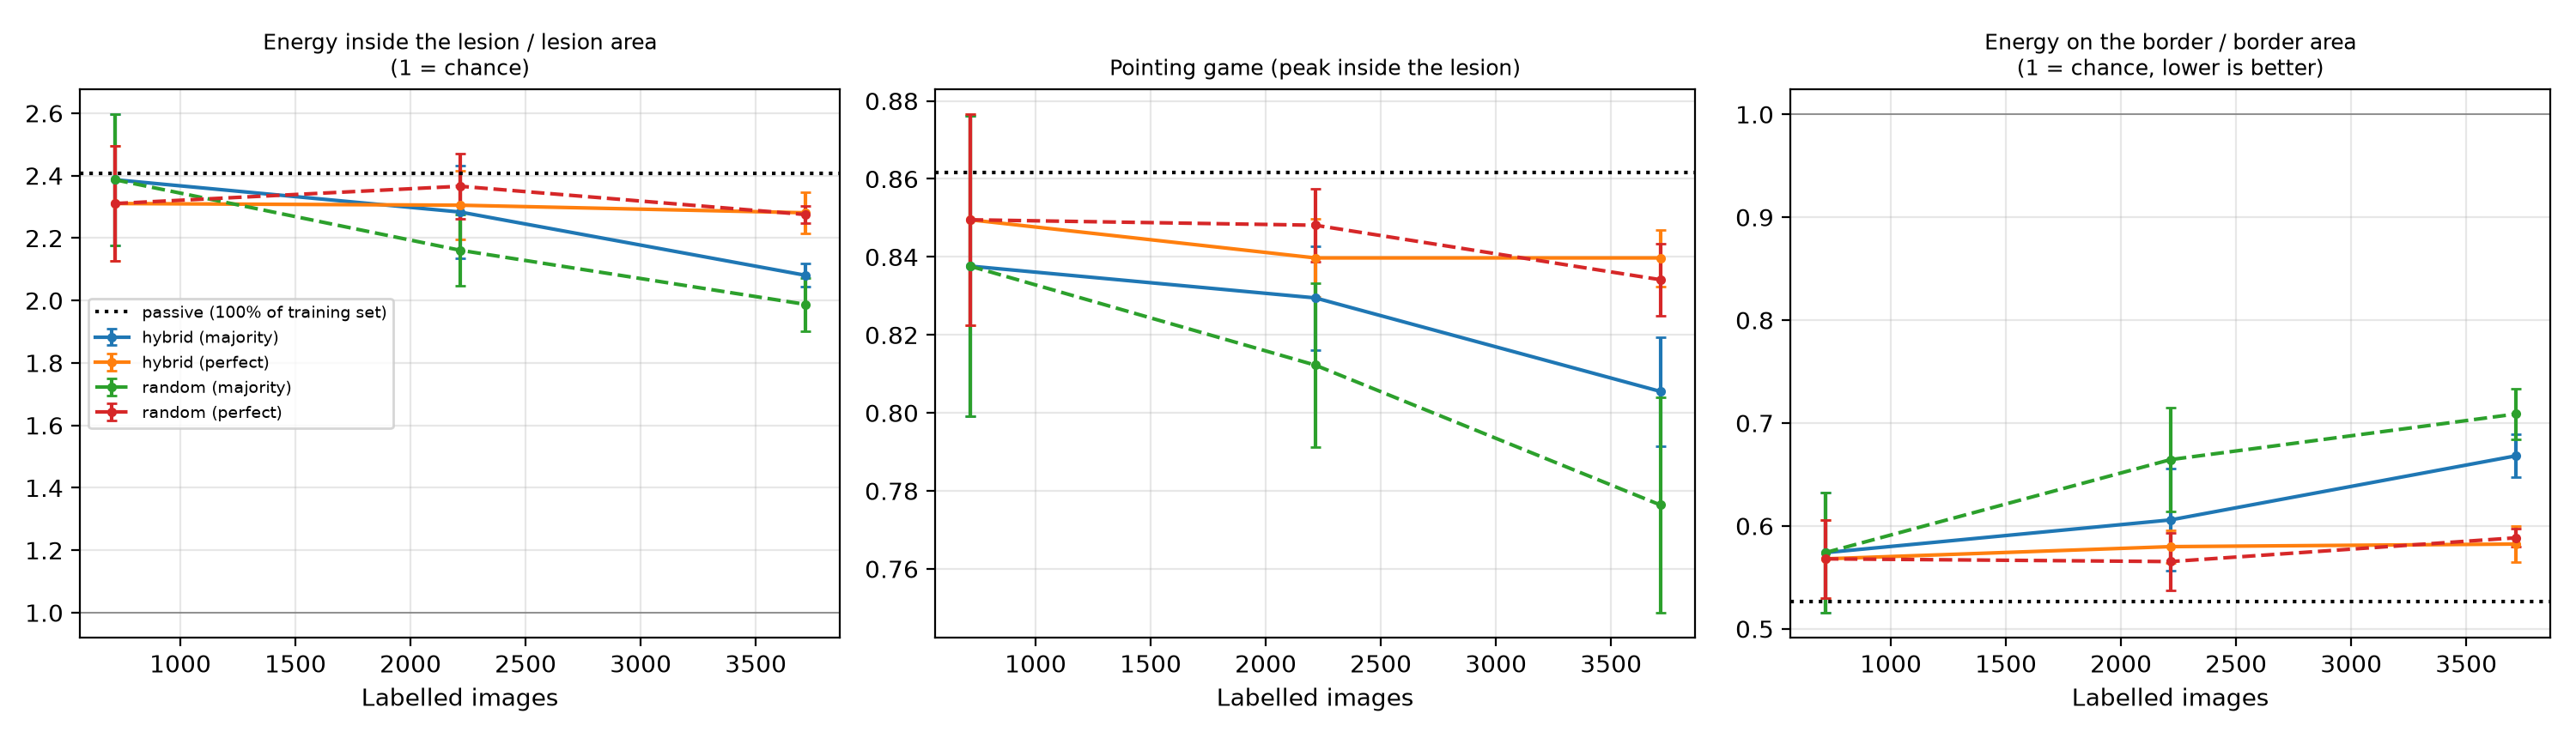 Energy inside the lesion / lesion area
(1 = chance)
2.6
2.4
2.2
2.0
1.8
1.6
1.4
1.2
1.0
passive (100% of training set)
hybrid (majority)
hybrid (perfect)
random (majority)
random (perfect)
1000 1500 2000 2500 3000 3500
Labelled images
Pointing game (peak inside the lesion)
0.88
0.86
0.84
0.82
0.80
0.78
0.76
1000 1500 2000 2500 3000 3500
Labelled images
Energy on the border / border area
(1 = chance, lower is better)
1.0
0.9
0.8
0.7
0.6
0.5
1000 1500 2000 2500 3000 3500
Labelled images